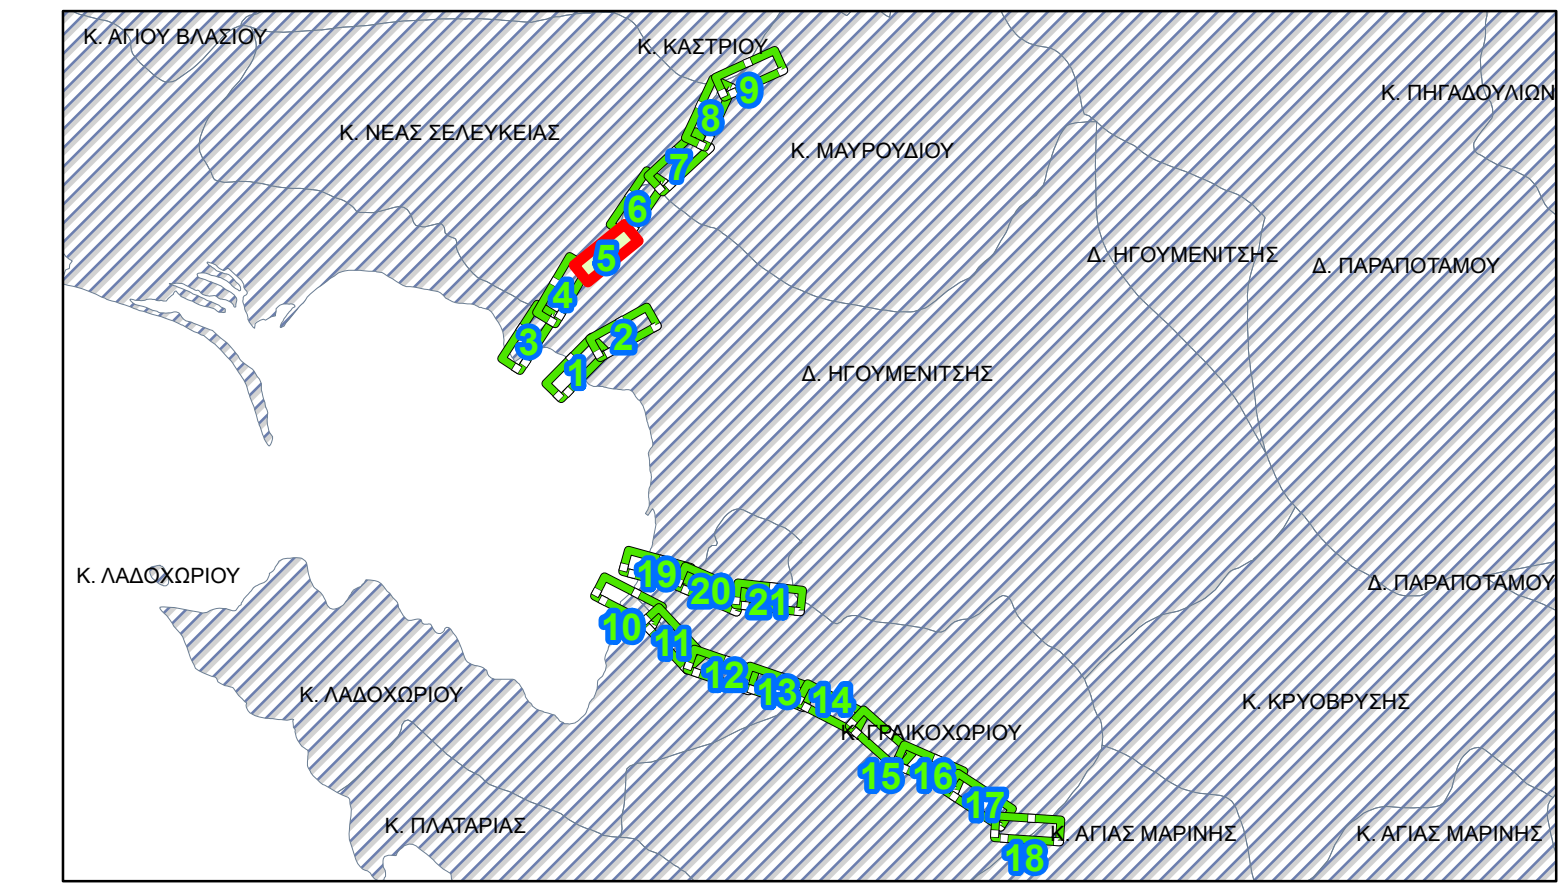 Κ. ΑΓΙΟΥ ΒΛΑΣΙΟΥ
Κ. ΚΑΣΤΡΙΟΥ
9
Κ. ΠΗΓΑΔΟΥΛΙΩΝ
8
Κ. ΝΕΑΣ ΣΕΛΕΥΚΕΙΑΣ
Κ. ΜΑΥΡΟΥΔΙΟΥ
7
6
5
Δ. ΗΓΟΥΜΕΝΙΤΣΗΣ
Δ. ΠΑΡΑΠΟΤΑΜΟΥ
4
3
2
1
Δ. ΗΓΟΥΜΕΝΙΤΣΗΣ
Κ. ΛΑΔΟΧΩΡΙΟΥ
19
20
21
Δ. ΠΑΡΑΠΟΤΑΜΟΥ
10
11
12
13
14
Κ. ΛΑΔΟΧΩΡΙΟΥ
Κ. ΚΡΥΟΒΡΥΣΗΣ
Κ. ΓΡΑΙΚΟΧΩΡΙΟΥ
15
16
17
Κ. ΠΛΑΤΑΡΙΑΣ
Κ. ΑΓΙΑΣ ΜΑΡΙΝΗΣ
Κ. ΑΓΙΑΣ ΜΑΡΙΝΗΣ
18